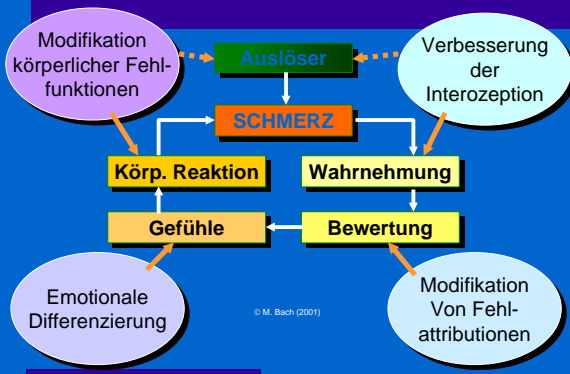 Modifikation
körperlicher Fehl-
funktionen
Auslöser
Verbesserung
der
Interozeption
SCHMERZ
Körp. Reaktion
Wahrnehmung
Gefühle
Bewertung
Emotionale
Differenzierung
© M. Bach (2001)
Modifikation
Von Fehl-
attributionen